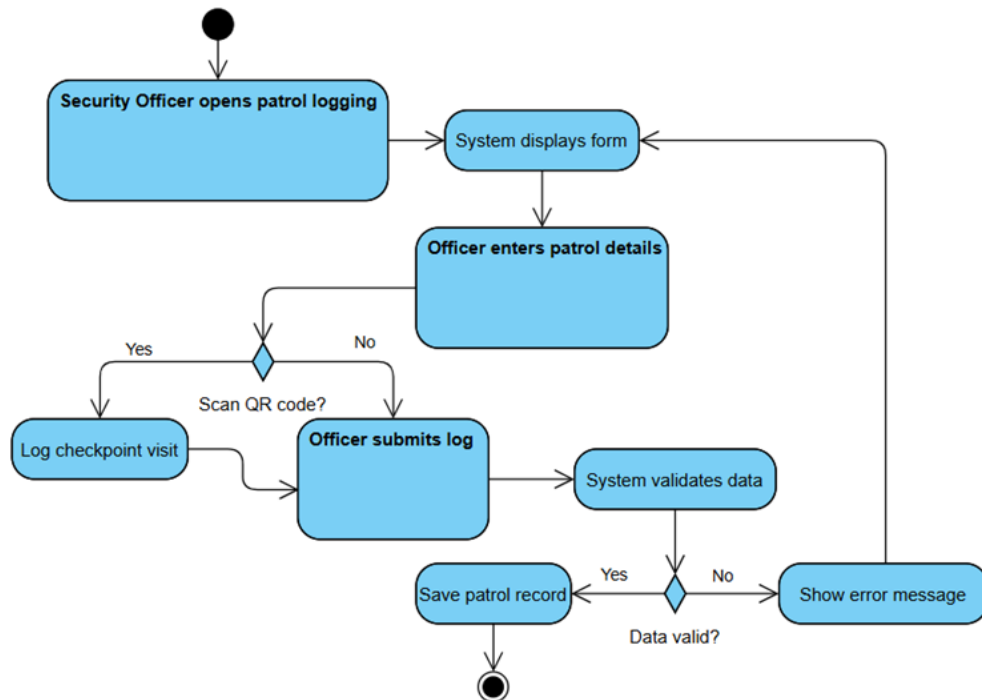 Security Officer opens patrol logging
System displays form
Officer enters patrol details
Yes
No
Scan QR code?
Log checkpoint visit
Officer submits log
System validates data
Yes
No
Save patrol record
Show error message
Data valid?